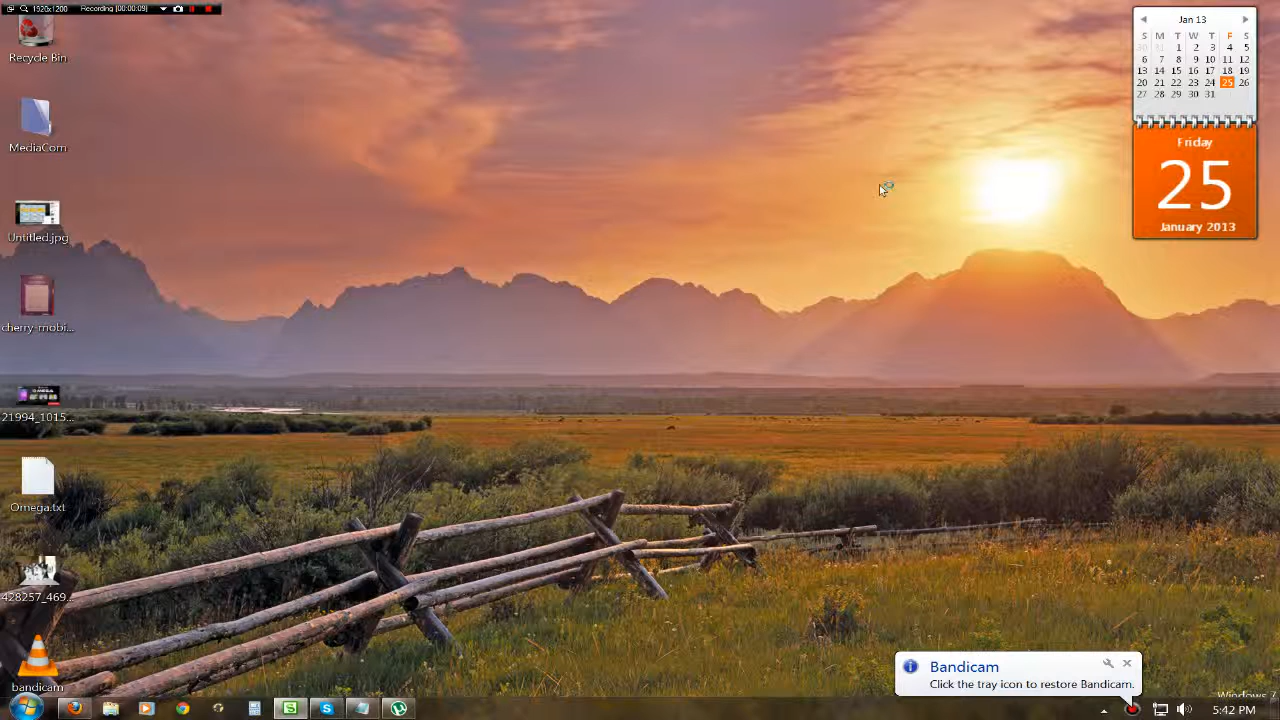 1920x1200 Recording [00:00:09]
Recycle Bin
MediaCom
Untitled.jpg
cherry-mobi...
21994_1015...
Omega.txt
428257_469...
bandicam
Jan 13
S M T W T F S
30 31 1 2 3 4 5
6 7 8 9 10 11 12
13 14 15 16 17 18 19
20 21 22 23 24 25 26
27 28 29 30 31
Friday
25
January 2013
Bandicam
Click the tray icon to restore Bandicam.
Windows 7
5:42 PM